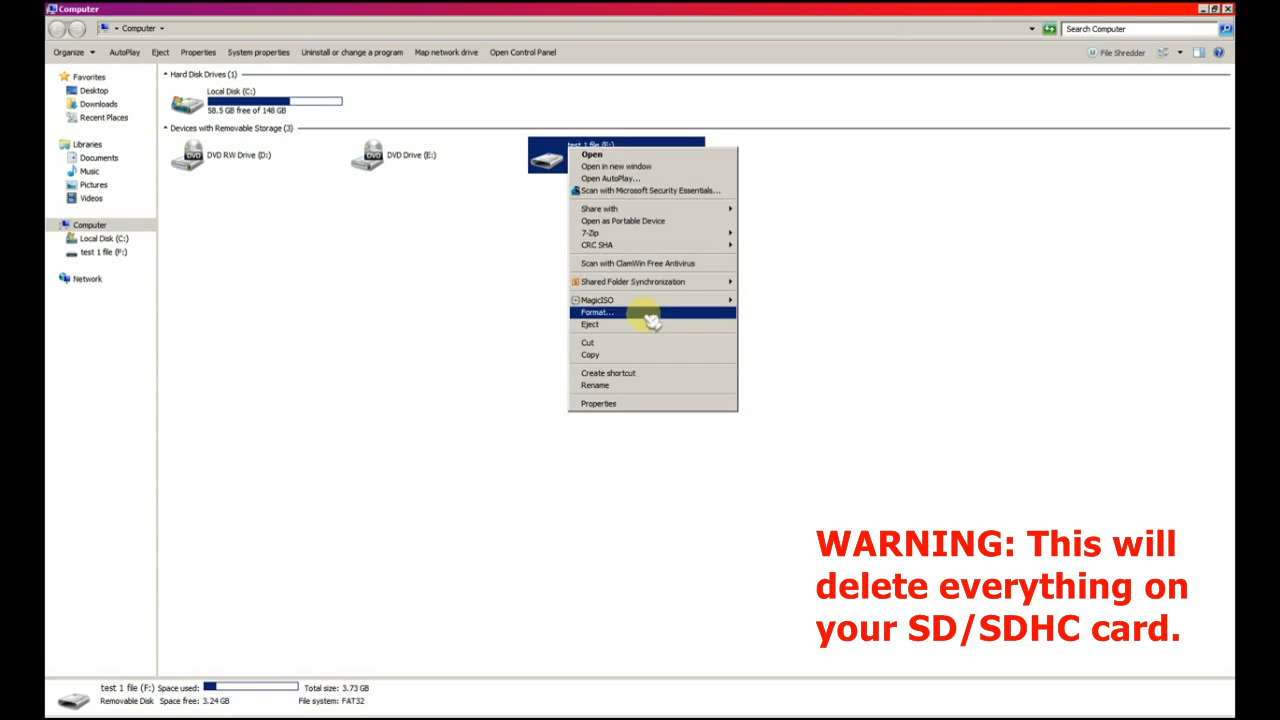 Computer
Computer
Search Computer
Organize AutoPlay Eject Properties System properties Uninstall or change a program Map network drive Open Control Panel File Shredder
Favorites
Desktop
Downloads
Recent Places
Libraries
Documents
Music
Pictures
Videos
Computer
Local Disk (C:)
test 1 file (F:)
Network
Hard Disk Drives (1)
Local Disk (C:)
58.5 GB free of 148 GB
Devices with Removable Storage (3)
DVD RW Drive (D:)
DVD Drive (E:)
test 1 file (F:)
Open
Open in new window
Open AutoPlay...
Scan with Microsoft Security Essentials...
Share with
Open as Portable Device
7-Zip
CRC SHA
Scan with ClamWin Free Antivirus
Shared Folder Synchronization
MagicISO
Format...
Eject
Cut
Copy
Create shortcut
Rename
Properties
WARNING: This will
delete everything on
your SD/SDHC card.
test 1 file (F:) Space used: Total size: 3.73 GB
Removable Disk Space free: 3.24 GB File system: FAT32